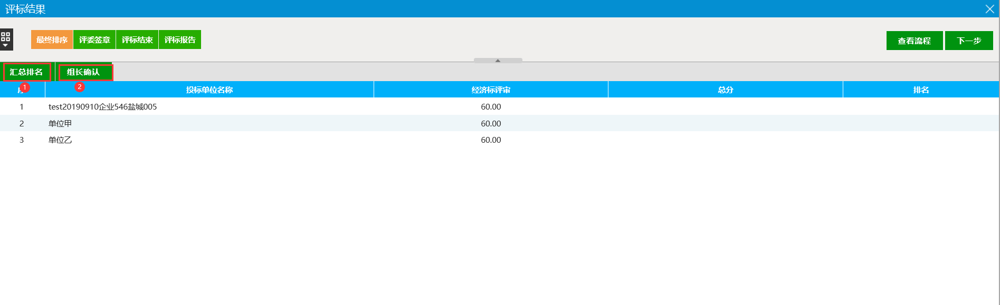 评标结果
最终排序 评委签章 评标结束 评标报告 查看流程 下一步
汇总排名 组长确认
1 2
投标单位名称 经济标评审 总分 排名
1 test20190910企业546盐城005 60.00
2 单位甲 60.00
3 单位乙 60.00